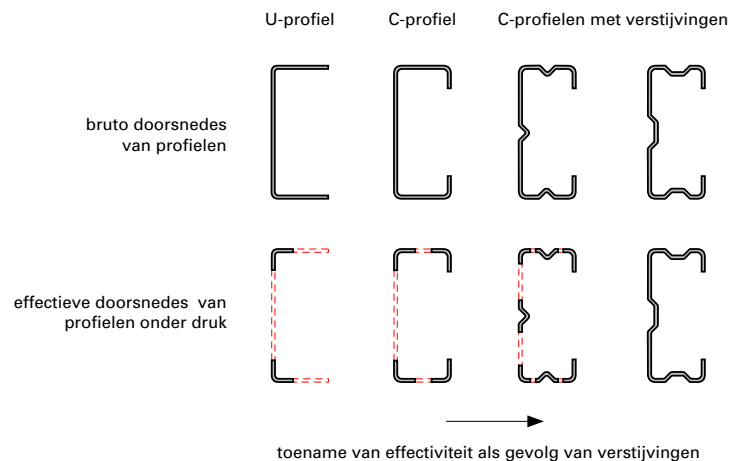 U-profiel
C-profiel
C-profielen met verstijvingen
bruto doorsnedes
van profielen
effectieve doorsnedes van
profielen onder druk
toename van effectiviteit als gevolg van verstijvingen